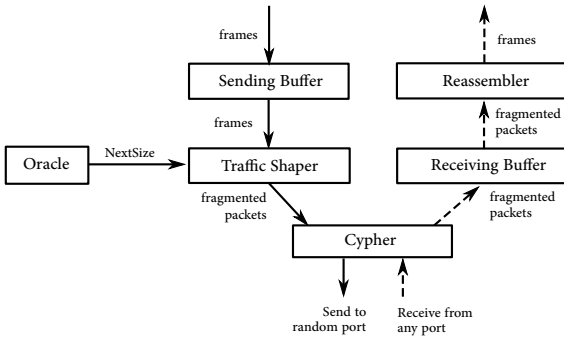 frames
frames
Sending Buffer
Reassembler
frames
fragmented
packets
NextSize
Oracle
Traffic Shaper
Receiving Buffer
fragmented
packets
fragmented
packets
Cypher
Send to
random port
Receive from
any port